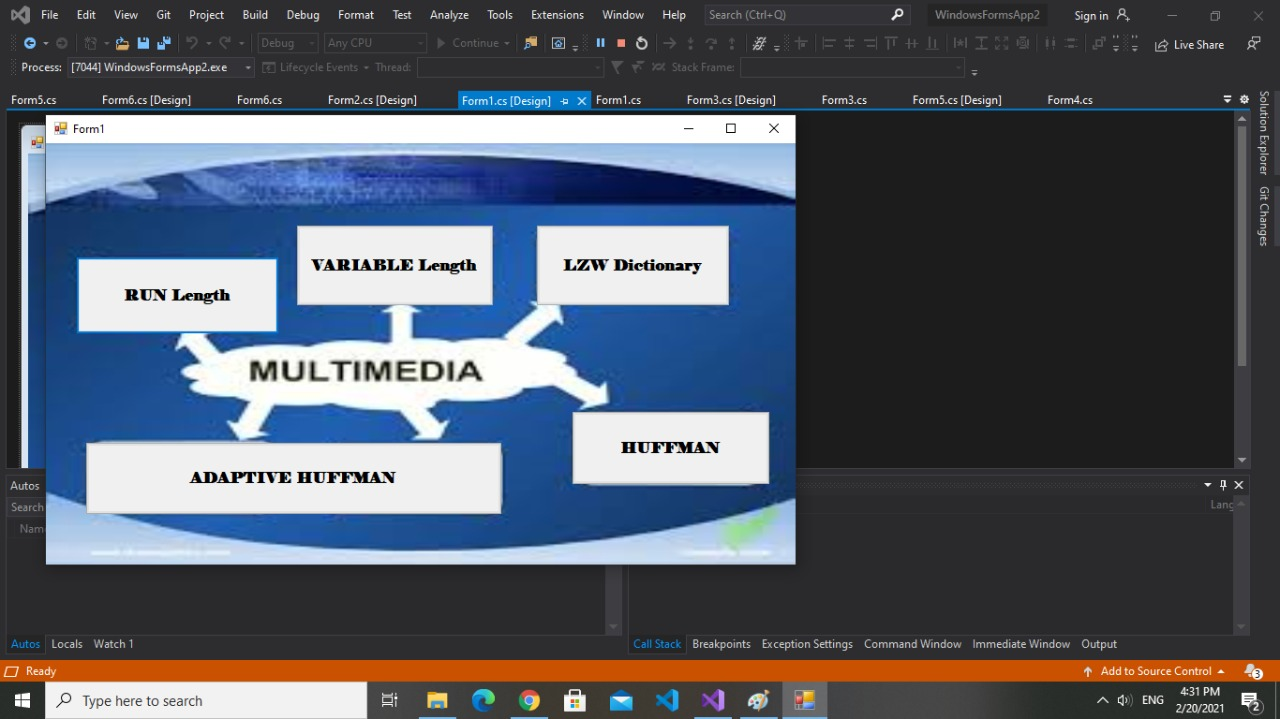 File Edit View Git Project Build Debug Format Test Analyze Tools Extensions Window Help Search (Ctrl+Q) WindowsFormsApp2 Sign in
Debug Any CPU Continue Live Share
Process: [7044] WindowsFormsApp2.exe Lifecycle Events Thread: Stack Frame:
Form5.cs Form6.cs [Design] Form6.cs Form2.cs [Design] Form1.cs [Design] Form1.cs Form3.cs [Design] Form3.cs Form5.cs [Design] Form4.cs
Solution Explorer
Git Changes
Form1
VARIABLE Length
LZW Dictionary
RUN Length
MULTIMEDIA
HUFFMAN
ADAPTIVE HUFFMAN
Autos
Search
Nam
Lang
Autos Locals Watch 1
Call Stack Breakpoints Exception Settings Command Window Immediate Window Output
Ready
Add to Source Control
3
Type here to search
ENG
4:31 PM
2/20/2021
2